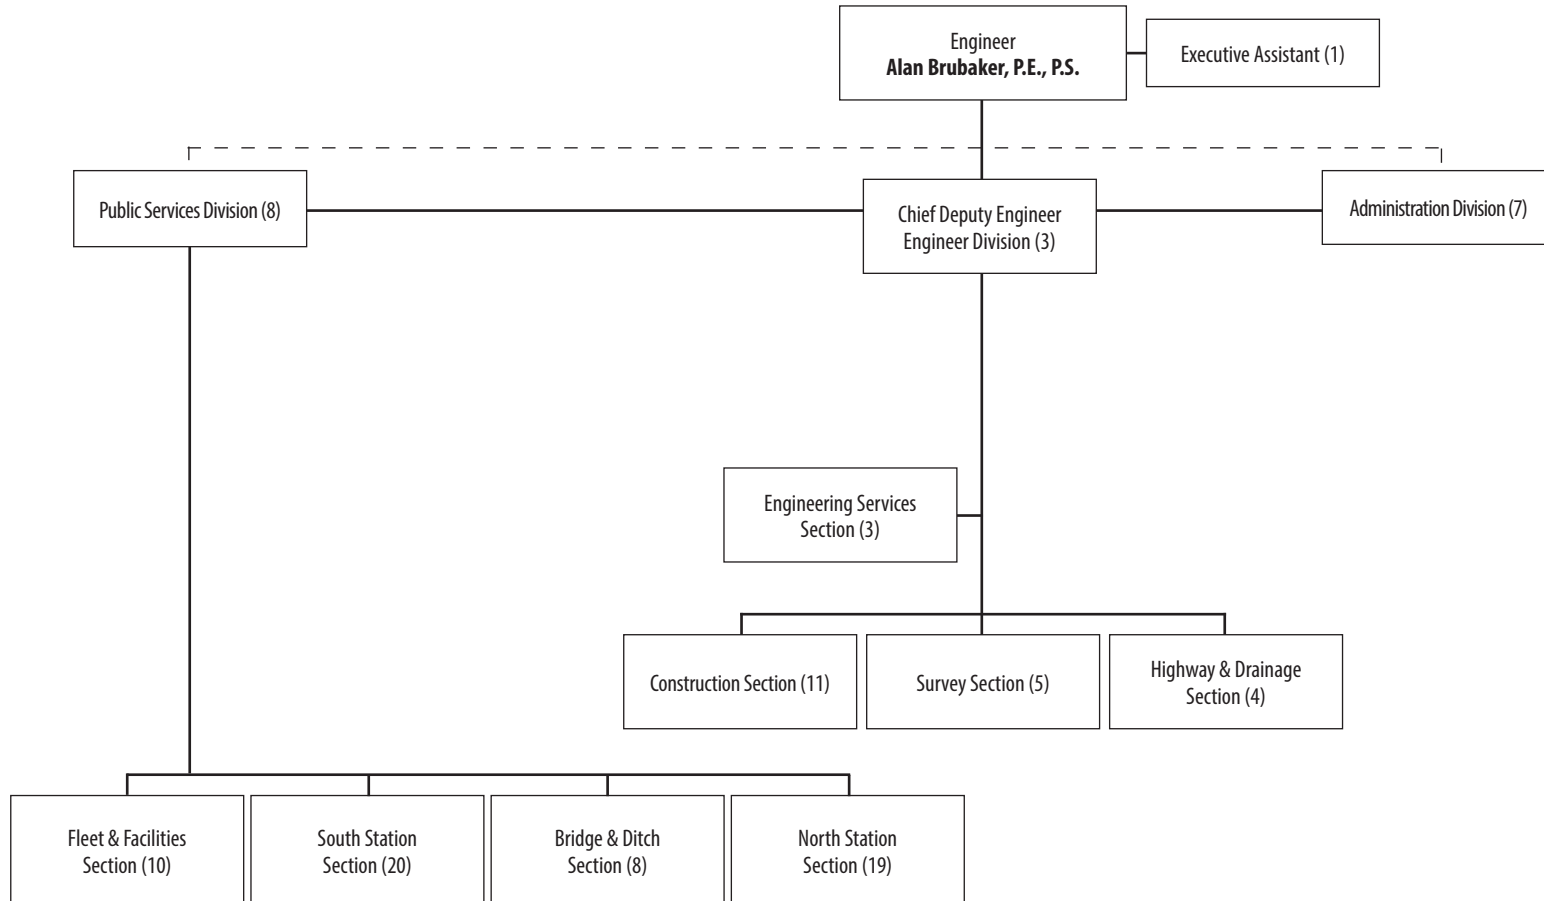 Engineer
Alan Brubaker, P.E., P.S.
Executive Assistant (1)
Public Services Division (8)
Chief Deputy Engineer
Engineer Division (3)
Administration Division (7)
Engineering Services
Section (3)
Construction Section (11)
Survey Section (5)
Highway & Drainage
Section (4)
Fleet & Facilities
Section (10)
South Station
Section (20)
Bridge & Ditch
Section (8)
North Station
Section (19)